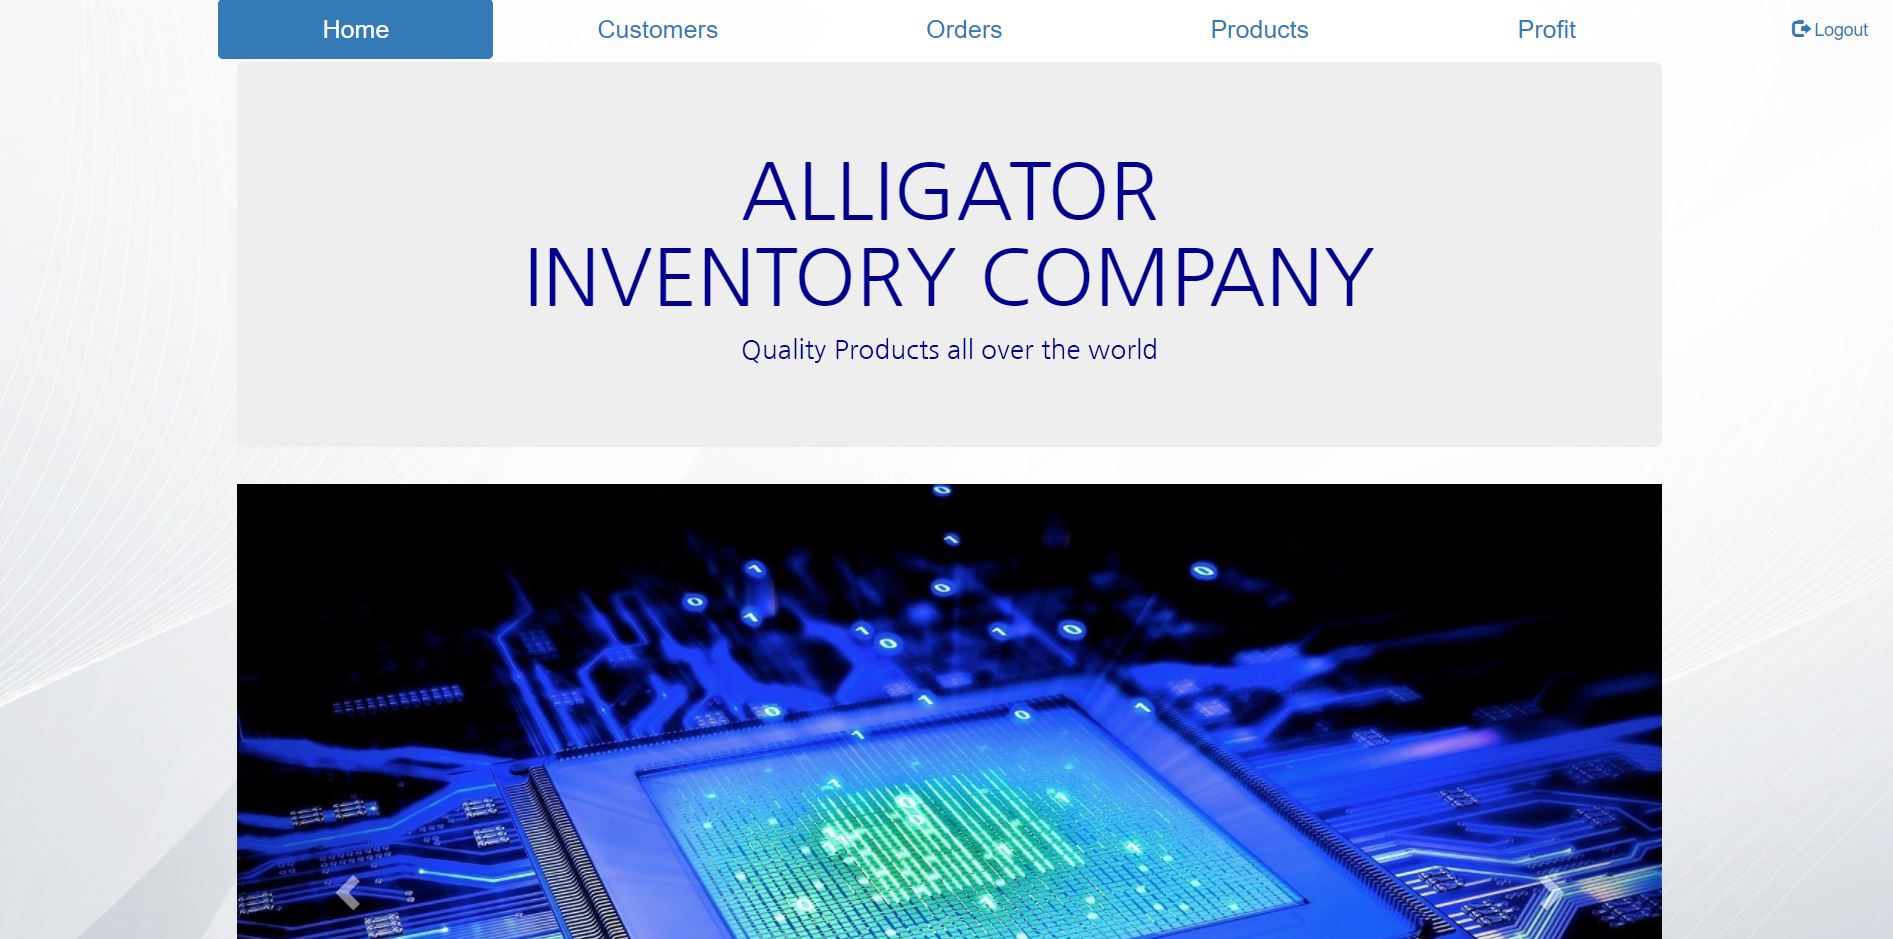 Home
Customers
Orders
Products
Profit
Logout
ALLIGATOR
INVENTORY COMPANY
Quality Products all over the world